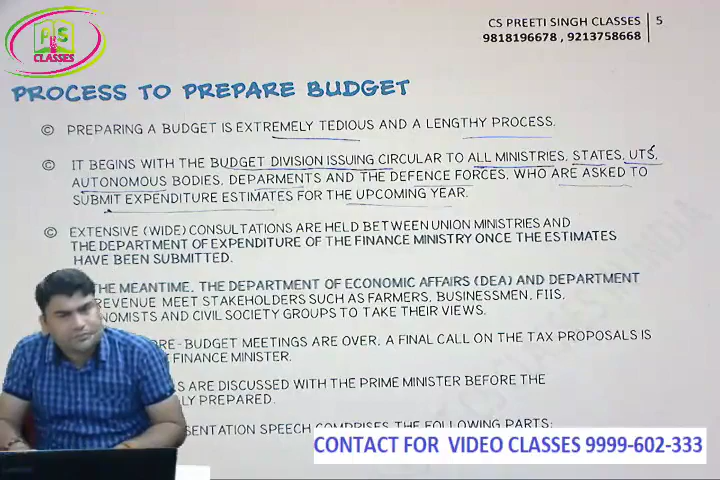 CS PREETI SINGH CLASSES
5
9818196678 , 9213758668
PS
CLASSES
PROCESS TO PREPARE BUDGET
© PREPARING A BUDGET IS EXTREMELY TEDIOUS AND A LENGTHY PROCESS.
© IT BEGINS WITH THE BUDGET DIVISION ISSUING CIRCULAR TO ALL MINISTRIES, STATES, UTS,
AUTONOMOUS BODIES, DEPARMENTS AND THE DEFENCE FORCES, WHO ARE ASKED TO
SUBMIT EXPENDITURE ESTIMATES FOR THE UPCOMING YEAR.
© EXTENSIVE (WIDE) CONSULTATIONS ARE HELD BETWEEN UNION MINISTRIES AND
THE DEPARTMENT OF EXPENDITURE OF THE FINANCE MINISTRY ONCE THE ESTIMATES
HAVE BEEN SUBMITTED.
THE MEANTIME, THE DEPARTMENT OF ECONOMIC AFFAIRS (DEA) AND DEPARTMENT
REVENUE MEET STAKEHOLDERS SUCH AS FARMERS, BUSINESSMEN, FIIS,
NOMISTS AND CIVIL SOCIETY GROUPS TO TAKE THEIR VIEWS.
RE-BUDGET MEETINGS ARE OVER, A FINAL CALL ON THE TAX PROPOSALS IS
FINANCE MINISTER.
S ARE DISCUSSED WITH THE PRIME MINISTER BEFORE THE
LY PREPARED.
SENTATION SPEECH COMPRISES THE FOLLOWING PARTS:
CONTACT FOR VIDEO CLASSES 9999-602-333